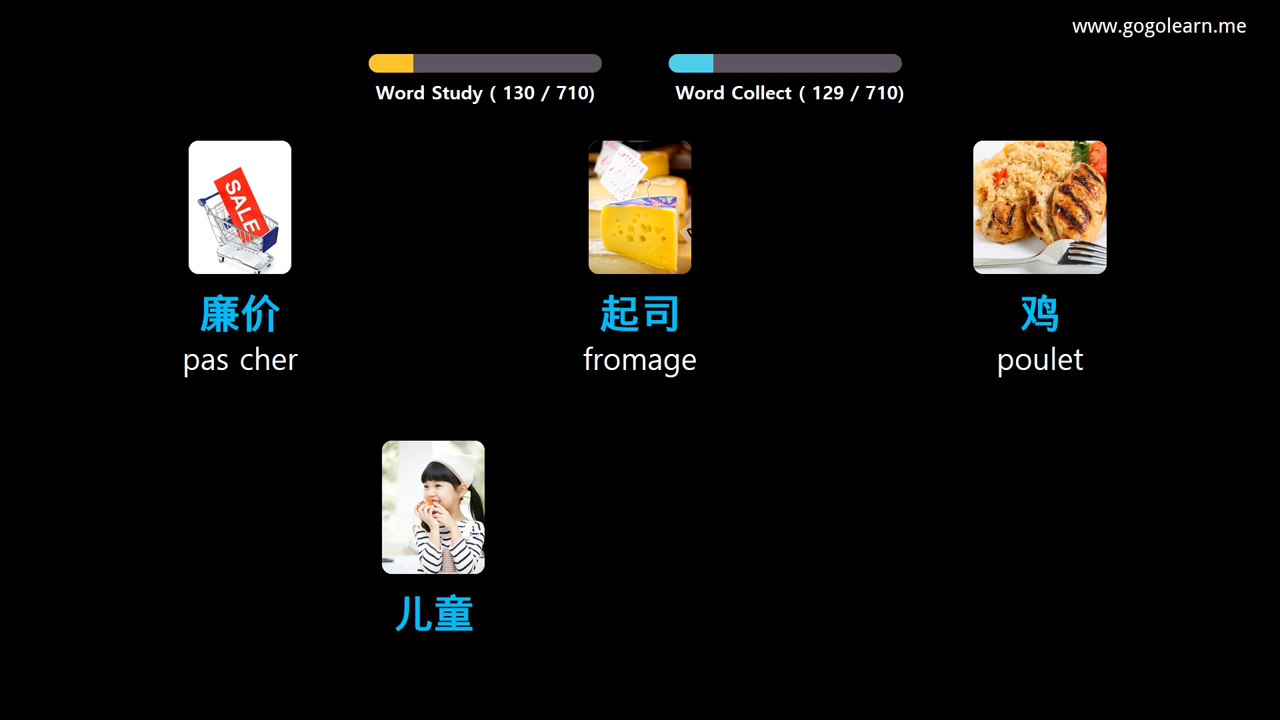 www.gogolearn.me
Word Study ( 130 / 710)
Word Collect ( 129 / 710)
SALE
廉价
pas cher
起司
fromage
鸡
poulet
儿童